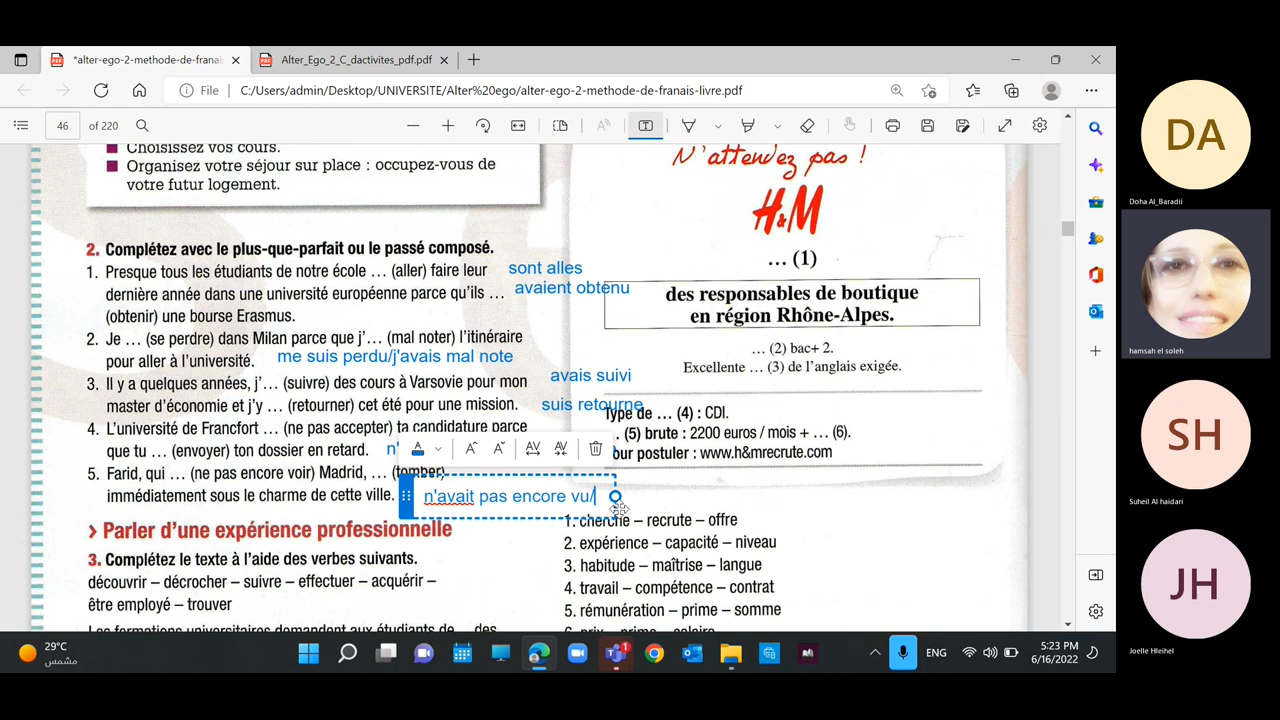 *alter-ego-2-methode-de-franai
Alter_Ego_2_C_dactivites_pdf.pdf
File
C:/Users/admin/Desktop/UNIVERSITE/Alter%20ego/alter-ego-2-methode-de-franais-livre.pdf
46
of 220
Choisissez vos cours.
Organisez votre séjour sur place : occupez-vous de
votre futur logement.
2. Complétez avec le plus-que-parfait ou le passé composé.
1. Presque tous les étudiants de notre école … (aller) faire leur
dernière année dans une université européenne parce qu'ils …
(obtenir) une bourse Erasmus.
sont alles
avaient obtenu
2. Je … (se perdre) dans Milan parce que j'… (mal noter) l'itinéraire
pour aller à l'université.
me suis perdu/j'avais mal note
3. Il y a quelques années, j'… (suivre) des cours à Varsovie pour mon
master d'économie et j'y … (retourner) cet été pour une mission.
avais suivi
suis retourne
4. L'université de Francfort … (ne pas accepter) ta candidature parce
que tu … (envoyer) ton dossier en retard.
n'
5. Farid, qui … (ne pas encore voir) Madrid, … (tomber)
immédiatement sous le charme de cette ville.
n'avait pas encore vu/
> Parler d'une expérience professionnelle
3. Complétez le texte à l'aide des verbes suivants.
découvrir – décrocher – suivre – effectuer – acquérir –
être employé – trouver
Les formations universitaires demandent aux étudiants de … des
N'attendez pas !
H&M
… (1)
des responsables de boutique
en région Rhône-Alpes.
… (2) bac+ 2.
Excellente … (3) de l'anglais exigée.
Type de … (4) : CDI.
. (5) brute : 2200 euros / mois + … (6).
our postuler : www.h&mrecrute.com
1. cherche – recrute – offre
2. expérience – capacité – niveau
3. habitude – maîtrise – langue
4. travail – compétence – contrat
5. rémunération – prime – somme
6. prix – prime – salaire
29°C
مشمس
ENG
5:23 PM
6/16/2022
DA
Doha Al_Baradii
hamsah el soleh
SH
Suheil Al haidari
JH
Joelle Hleihel